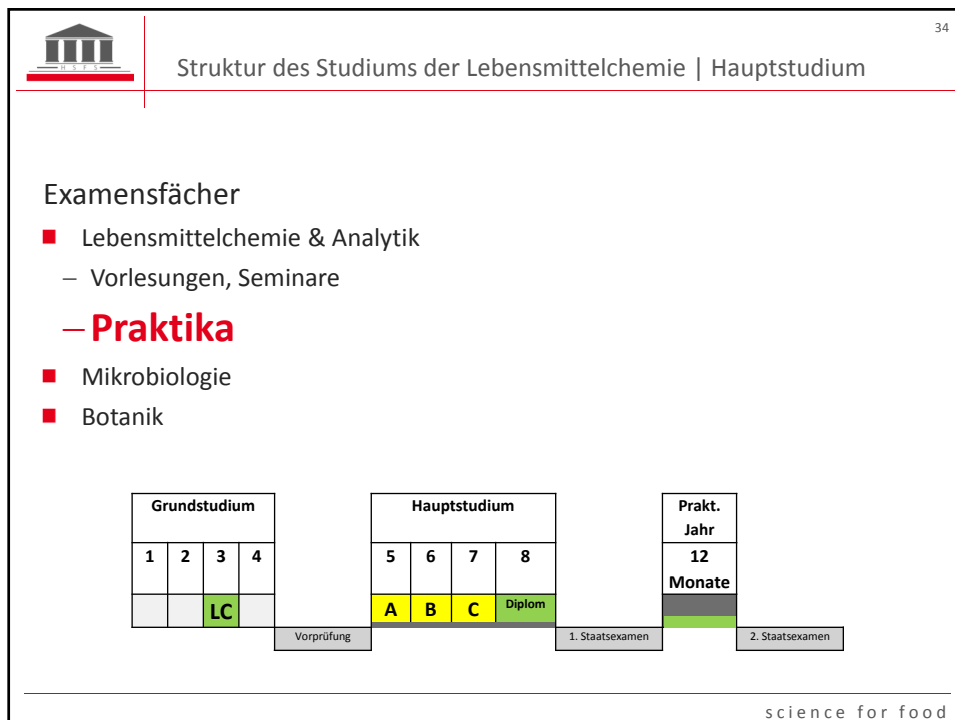 34
HSFS
Struktur des Studiums der Lebensmittelchemie | Hauptstudium
Examensfächer
Lebensmittelchemie & Analytik
– Vorlesungen, Seminare
– Praktika
Mikrobiologie
Botanik
Grundstudium Hauptstudium Prakt.
Jahr
1 2 3 4 5 6 7 8 12
Monate
LC A B C Diplom
Vorprüfung 1. Staatsexamen 2. Staatsexamen
science for food